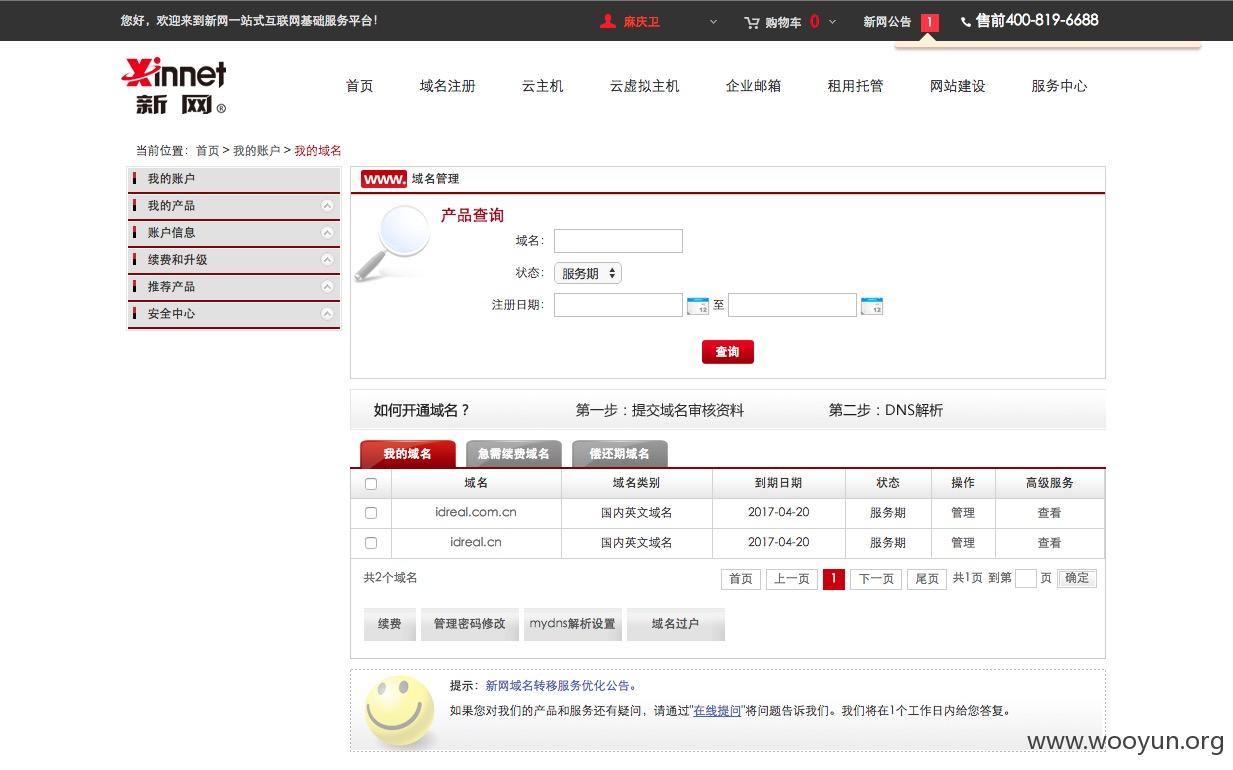 您好，欢迎来到新网一站式互联网基础服务平台！ 麻庆卫 购物车 0 新网公告 1 售前400-819-6688
Xinnet
新 网®
首页 域名注册 云主机 云虚拟主机 企业邮箱 租用托管 网站建设 服务中心
当前位置：首页 > 我的账户 > 我的域名
我的账户
我的产品
账户信息
续费和升级
推荐产品
安全中心
www. 域名管理
产品查询
域名：
状态：服务期
注册日期： 12 至 12
查询
如何开通域名？ 第一步：提交域名审核资料 第二步：DNS解析
我的域名 急需续费域名 偿还期域名
域名 域名类别 到期日期 状态 操作 高级服务
idreal.com.cn 国内英文域名 2017-04-20 服务期 管理 查看
idreal.cn 国内英文域名 2017-04-20 服务期 管理 查看
共2个域名 首页 上一页 1 下一页 尾页 共1页 到第 页 确定
续费 管理密码修改 mydns解析设置 域名过户
提示：新网域名转移服务优化公告。
如果您对我们的产品和服务还有疑问，请通过"在线提问"将问题告诉我们。我们将在1个工作日内给您答复。
www.wooyun.org